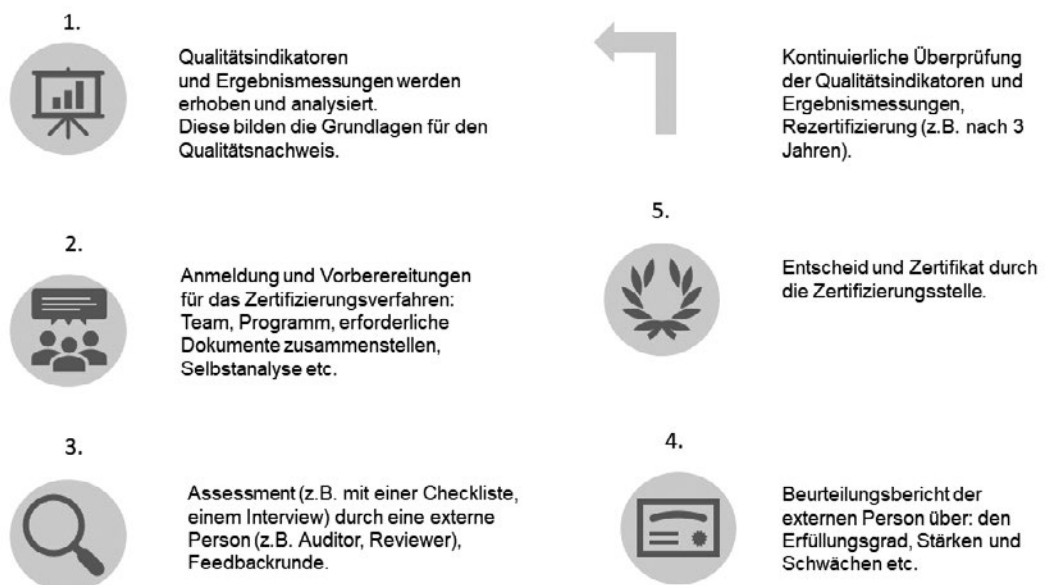 1.
Qualitätsindikatoren
und Ergebnismessungen werden
erhoben und analysiert.
Diese bilden die Grundlagen für den
Qualitätsnachweis.
2.
Anmeldung und Vorberereitungen
für das Zertifizierungsverfahren:
Team, Programm, erforderliche
Dokumente zusammenstellen,
Selbstanalyse etc.
3.
Assessment (z.B. mit einer Checkliste,
einem Interview) durch eine externe
Person (z.B. Auditor, Reviewer),
Feedbackrunde.
4.
Beurteilungsbericht der
externen Person über: den
Erfüllungsgrad, Stärken und
Schwächen etc.
5.
Entscheid und Zertifikat durch
die Zertifizierungsstelle.
Kontinuierliche Überprüfung
der Qualitätsindikatoren und
Ergebnismessungen,
Rezertifizierung (z.B. nach 3
Jahren).